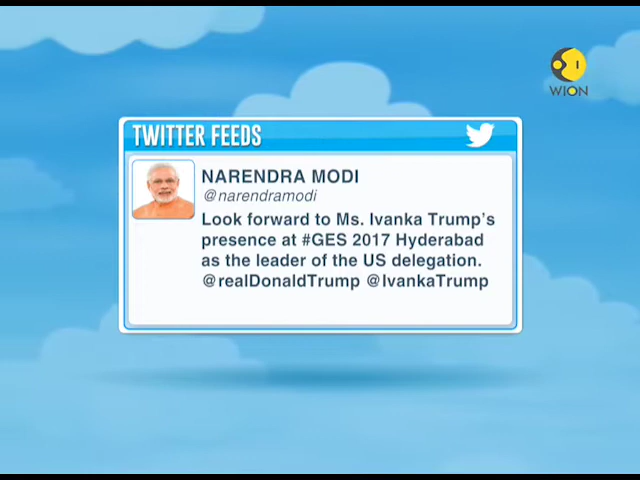 WION
TWITTER FEEDS
NARENDRA MODI
@narendramodi
Look forward to Ms. Ivanka Trump's
presence at #GES 2017 Hyderabad
as the leader of the US delegation.
@realDonaldTrump @IvankaTrump